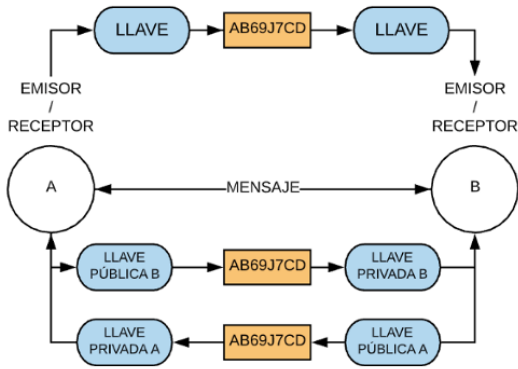 LLAVE
AB69J7CD
LLAVE
EMISOR
/
RECEPTOR
EMISOR
/
RECEPTOR
A
MENSAJE
B
LLAVE
PÚBLICA B
AB69J7CD
LLAVE
PRIVADA B
LLAVE
PRIVADA A
AB69J7CD
LLAVE
PÚBLICA A